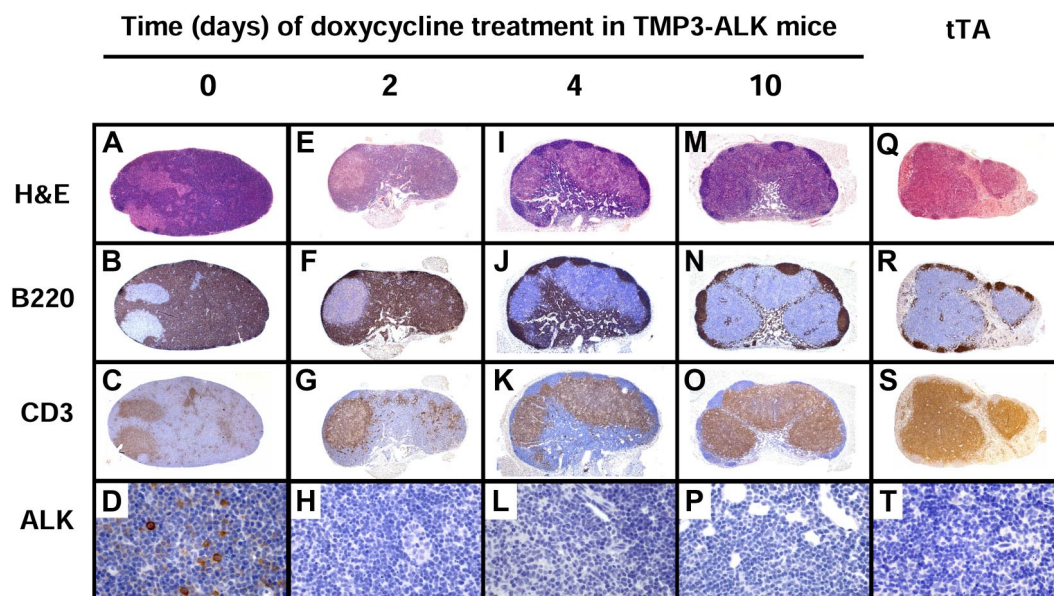 Time (days) of doxycycline treatment in TMP3-ALK mice
tTA
0 2 4 10
H&E A E I M Q
B220 B F J N R
CD3 C G K O S
ALK D H L P T